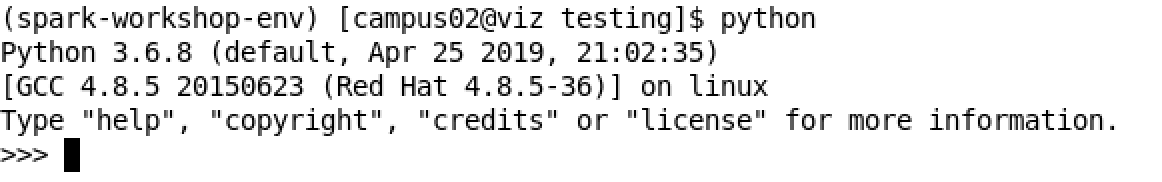 (spark-workshop-env) [campus02@viz testing]$ python
Python 3.6.8 (default, Apr 25 2019, 21:02:35)
[GCC 4.8.5 20150623 (Red Hat 4.8.5-36)] on linux
Type "help", "copyright", "credits" or "license" for more information.
>>>